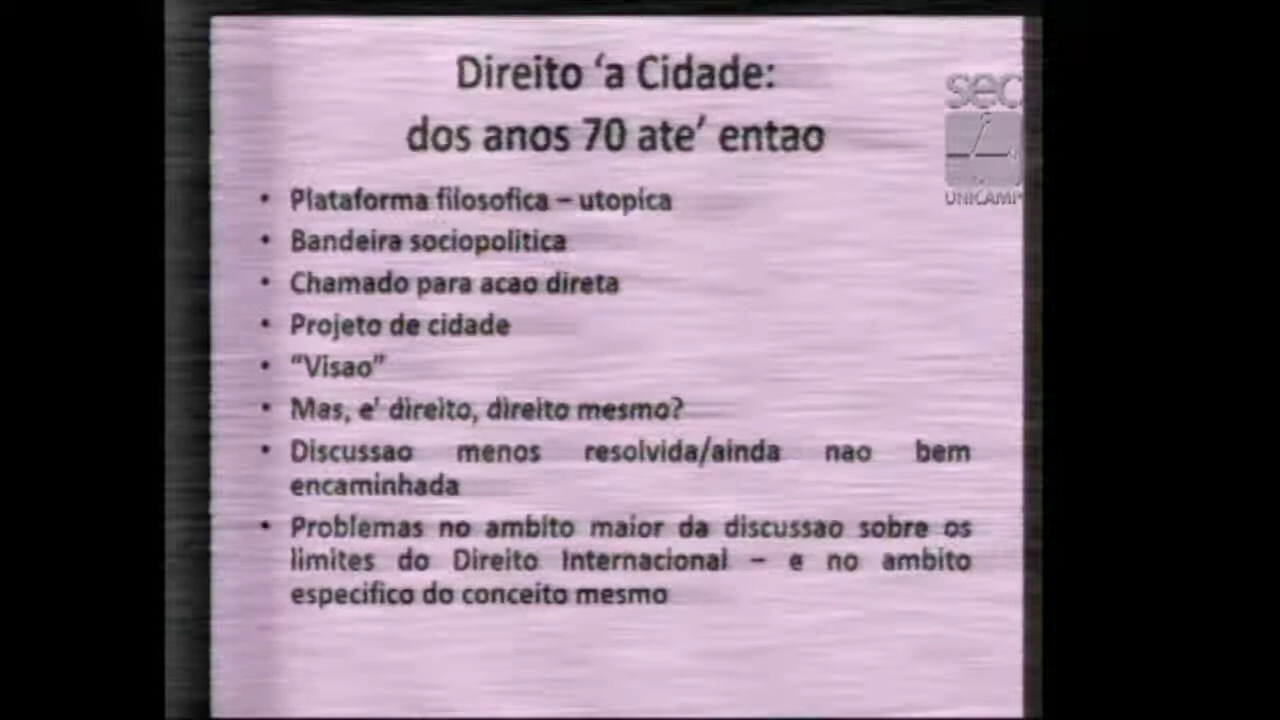 Direito ‘a Cidade:
dos anos 70 ate’ entao
sec
UNICAMP
• Plataforma filosofica – utopica
• Bandeira sociopolitica
• Chamado para acao direta
• Projeto de cidade
• “Visao”
• Mas, e’ direito, direito mesmo?
• Discussao menos resolvida/ainda nao bem
encaminhada
• Problemas no ambito maior da discussao sobre os
limites do Direito Internacional – e no ambito
especifico do conceito mesmo